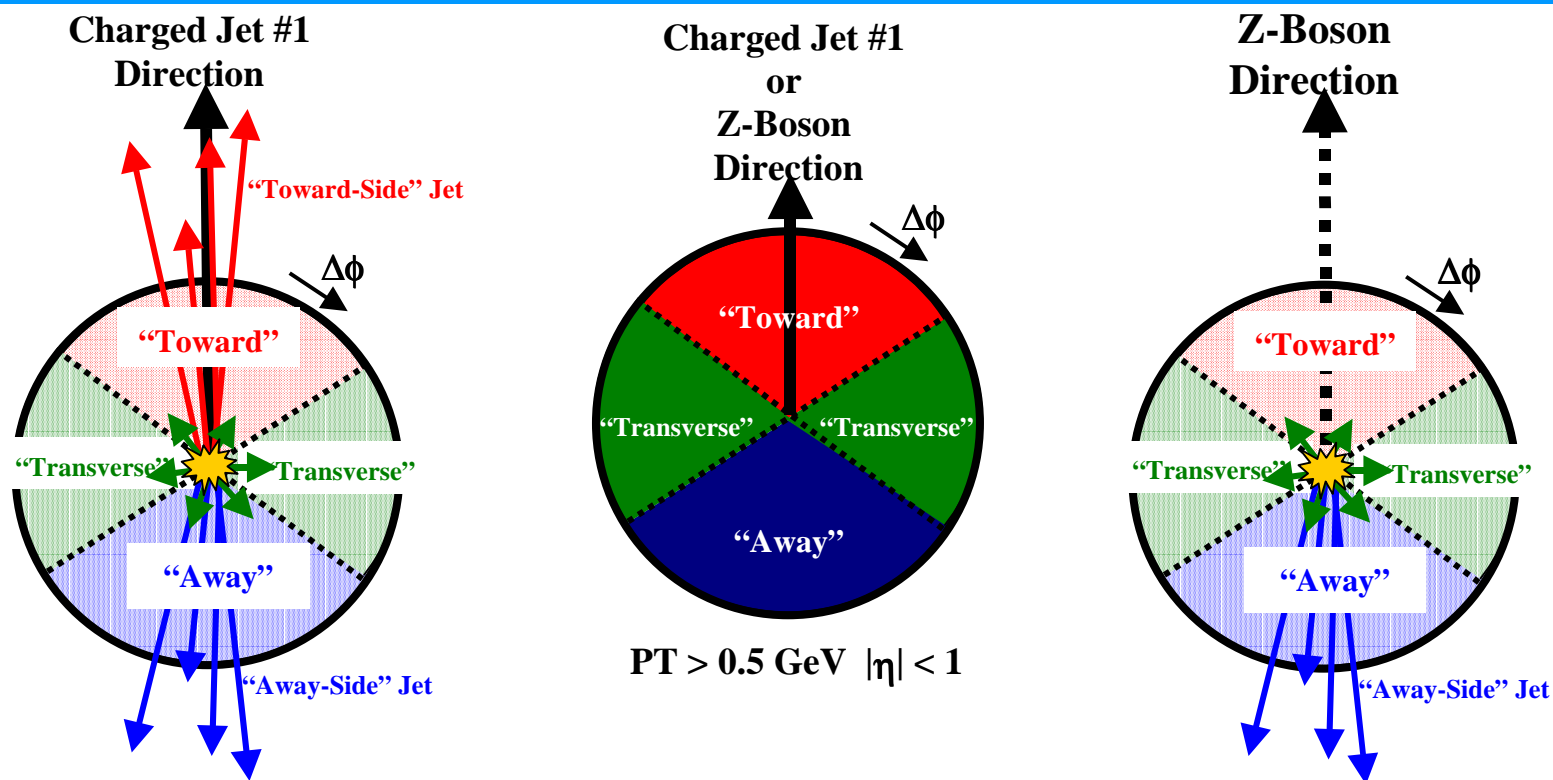 Charged Jet #1
Direction
“Toward-Side” Jet
Δϕ
“Toward”
“Transverse”
Transverse”
“Away”
“Away-Side” Jet
Charged Jet #1
or
Z-Boson
Direction
Δϕ
“Toward”
“Transverse”
“Transverse”
“Away”
PT > 0.5 GeV |η| < 1
Z-Boson
Direction
Δϕ
“Toward”
“Transverse”
Transverse”
“Away”
“Away-Side” Jet